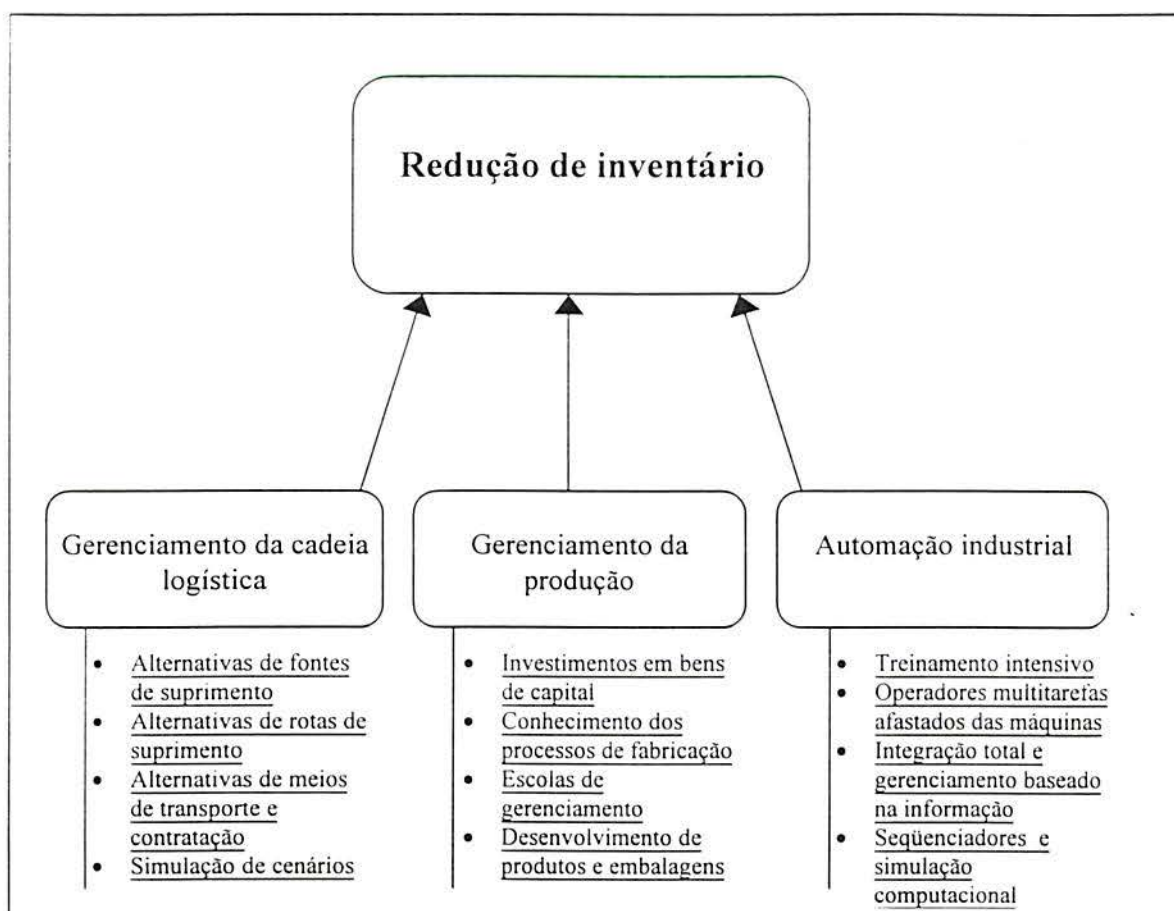 Redução de inventário
Gerenciamento da cadeia
logística
• Alternativas de fontes
de suprimento
• Alternativas de rotas de
suprimento
• Alternativas de meios
de transporte e
contratação
• Simulação de cenários
Gerenciamento da
produção
• Investimentos em bens
de capital
• Conhecimento dos
processos de fabricação
• Escolas de
gerenciamento
• Desenvolvimento de
produtos e embalagens
Automação industrial
• Treinamento intensivo
• Operadores multitarefas
afastados das máquinas
• Integração total e
gerenciamento baseado
na informação
• Seqüenciadores e
simulação
computacional